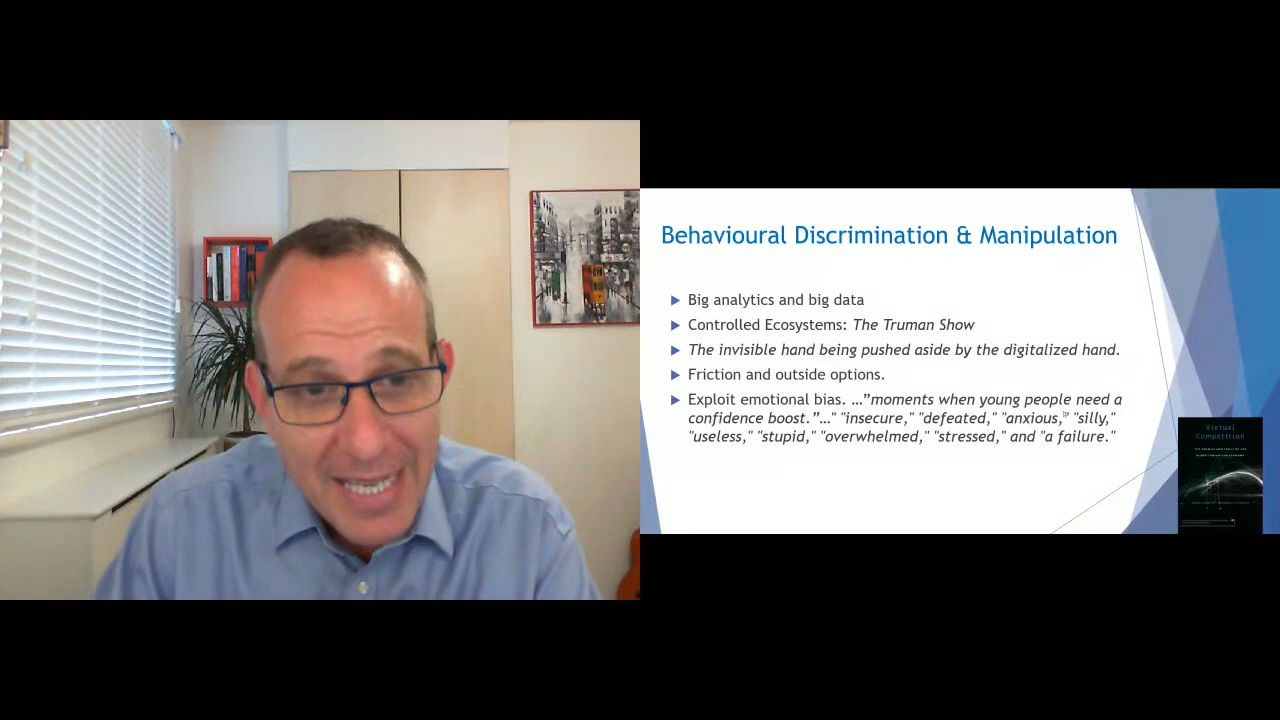 Behavioural Discrimination & Manipulation
Big analytics and big data
Controlled Ecosystems: The Truman Show
The invisible hand being pushed aside by the digitalized hand.
Friction and outside options.
Exploit emotional bias. …”moments when young people need a
confidence boost.”…" "insecure," "defeated," "anxious," "silly,"
"useless," "stupid," "overwhelmed," "stressed," and "a failure."
Virtual
Competition